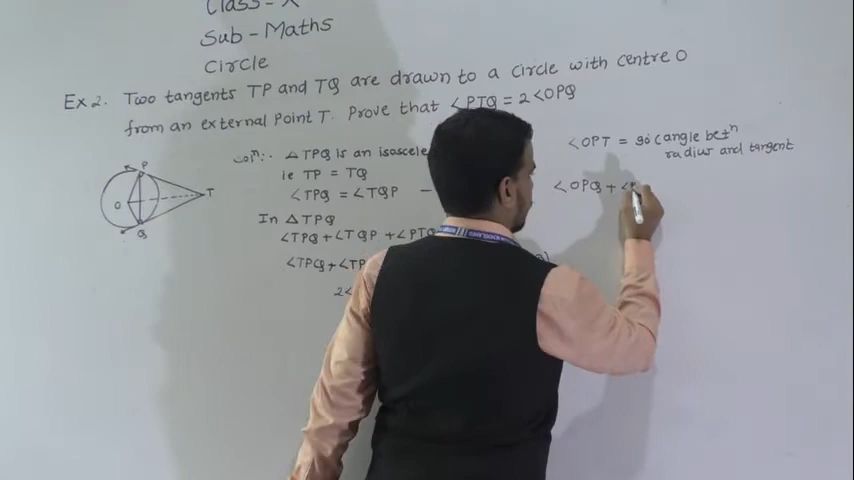 Class - X
Sub - Maths
Circle
Ex 2. Two tangents TP and TQ are drawn to a circle with centre O
from an external point T. Prove that ∠PTQ = 2∠OPQ
Solⁿ:- △TPQ is an isoscele
ie TP = TQ
∠TPQ = ∠TQP -
In △TPQ
∠TPQ + ∠TQP + ∠PTQ
∠TPQ + ∠TP
2∠
P
O
T
Q
∠OPT = 90° (angle betⁿ
radius and tangent
∠OPQ + ∠